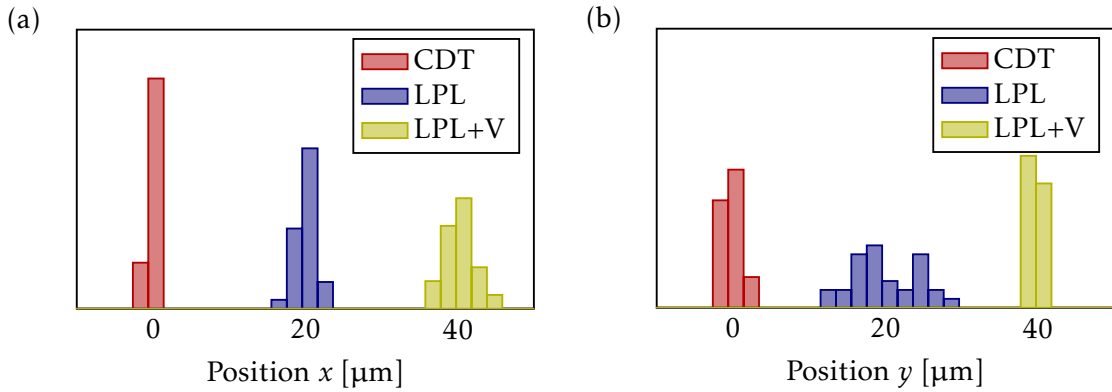 (a)
CDT
LPL
LPL+V
0 20 40
Position x [µm]
(b)
CDT
LPL
LPL+V
0 20 40
Position y [µm]